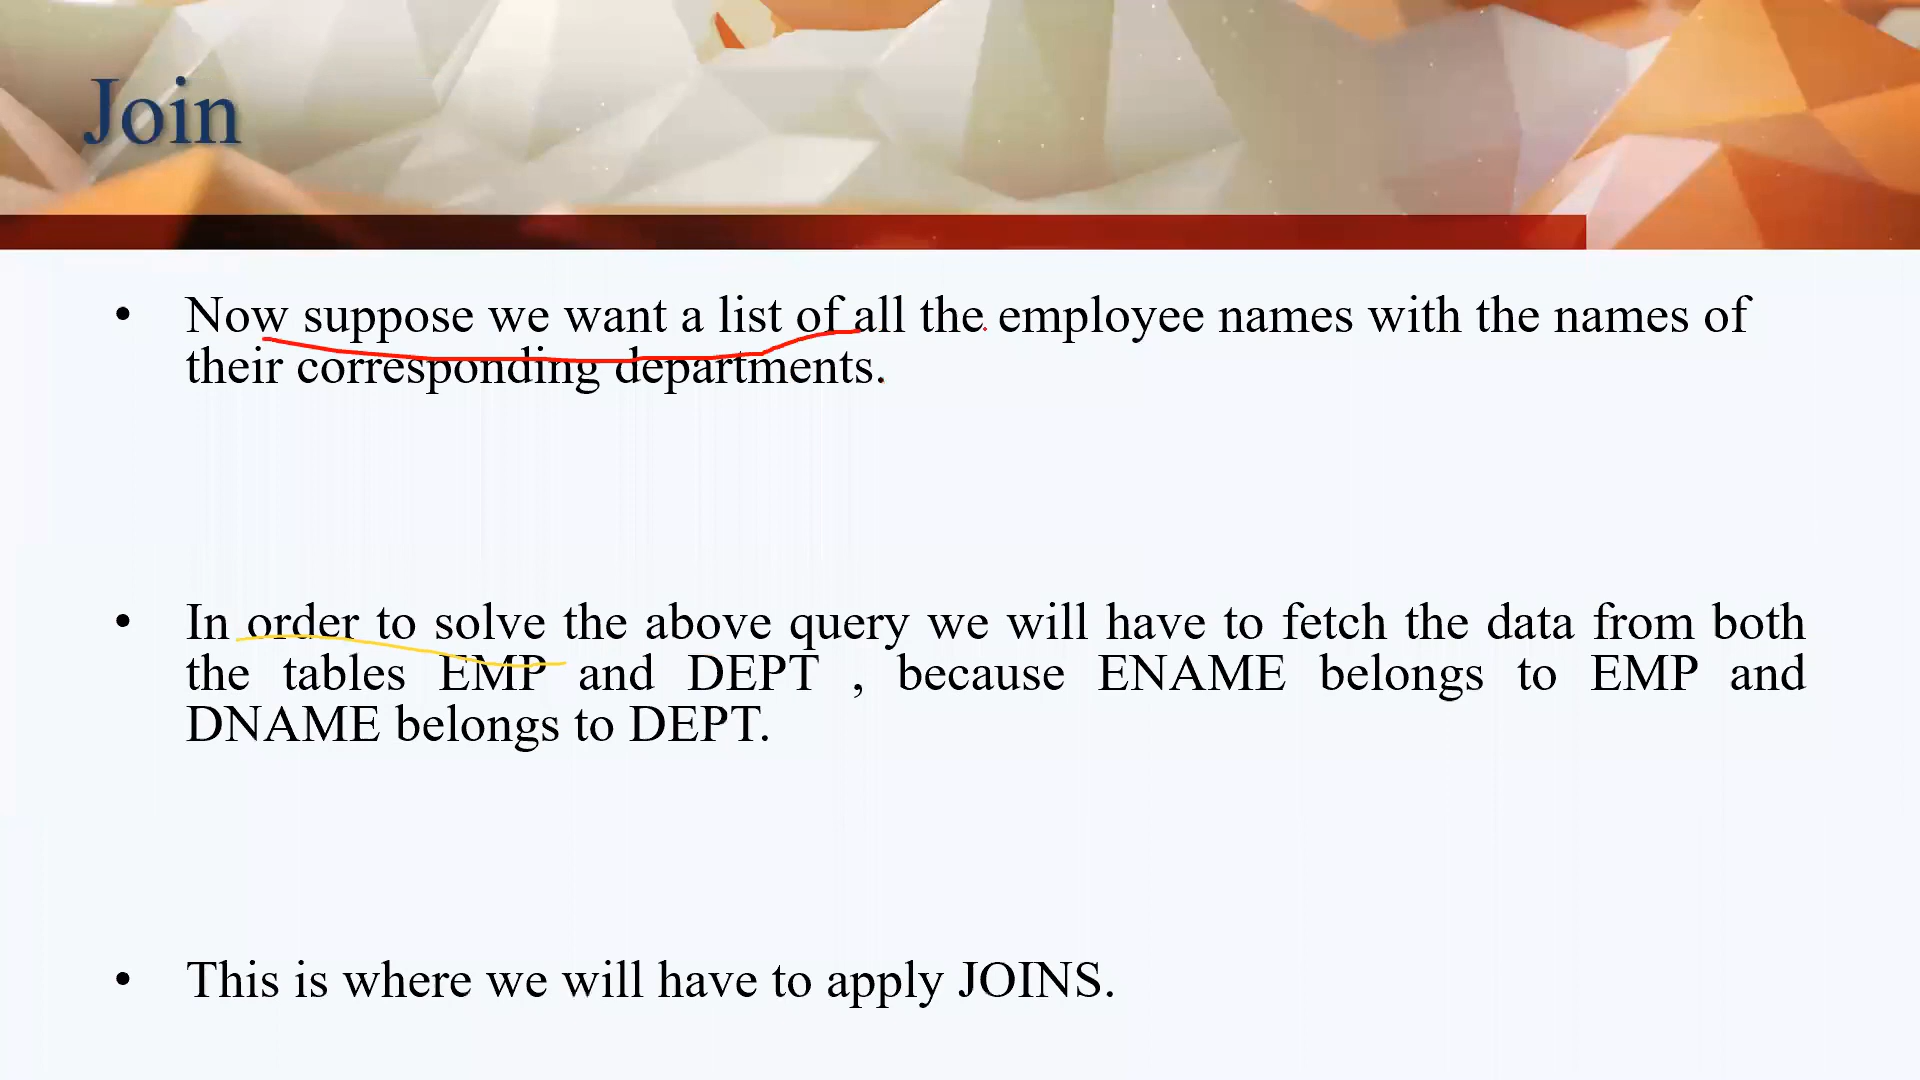 Join
• Now suppose we want a list of all the employee names with the names of
their corresponding departments.
• In order to solve the above query we will have to fetch the data from both
the tables EMP and DEPT , because ENAME belongs to EMP and
DNAME belongs to DEPT.
• This is where we will have to apply JOINS.